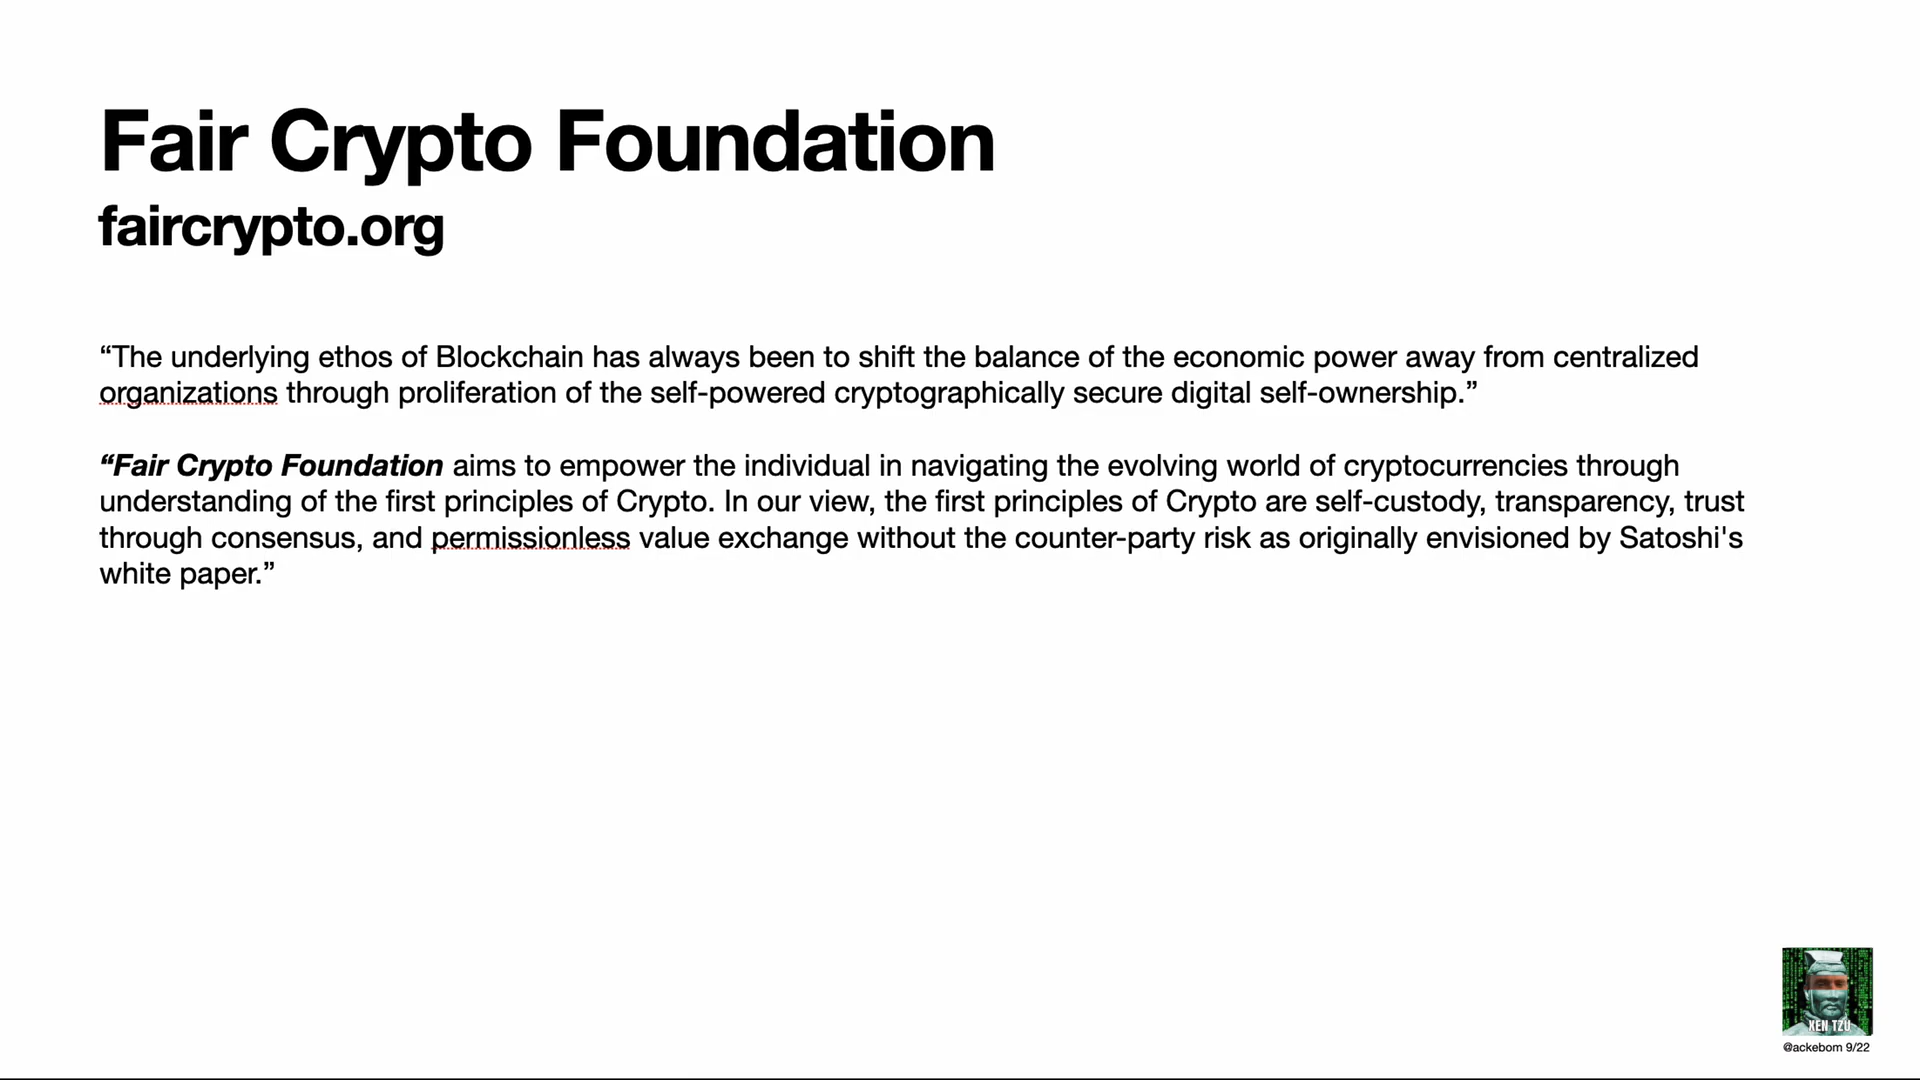 Fair Crypto Foundation
faircrypto.org
“The underlying ethos of Blockchain has always been to shift the balance of the economic power away from centralized
organizations through proliferation of the self-powered cryptographically secure digital self-ownership.”
“Fair Crypto Foundation aims to empower the individual in navigating the evolving world of cryptocurrencies through
understanding of the first principles of Crypto. In our view, the first principles of Crypto are self-custody, transparency, trust
through consensus, and permissionless value exchange without the counter-party risk as originally envisioned by Satoshi's
white paper.”
XEN TZU
@ackebom 9/22